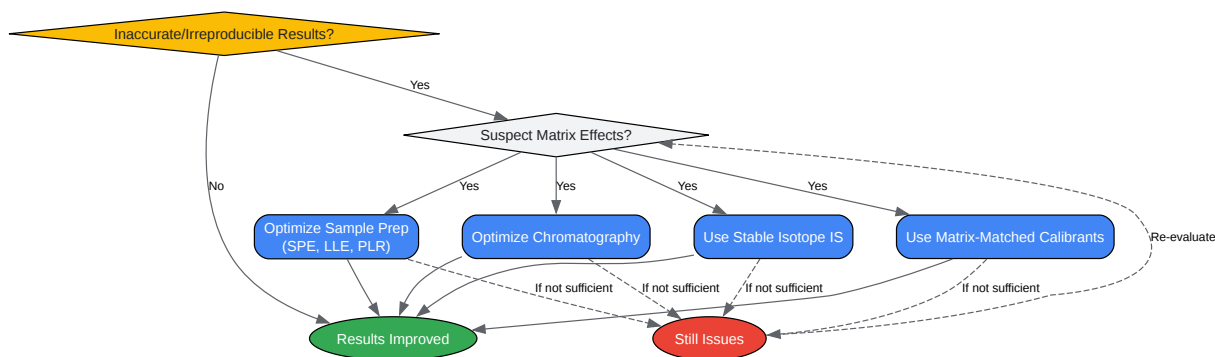 Inaccurate/Irreproducible Results?
Yes
Suspect Matrix Effects?
No
Yes
Yes
Yes
Yes
Optimize Sample Prep
(SPE, LLE, PLR)
Optimize Chromatography
Use Stable Isotope IS
Use Matrix-Matched Calibrants
Re-evaluate
If not sufficient
If not sufficient
If not sufficient
If not sufficient
Results Improved
Still Issues